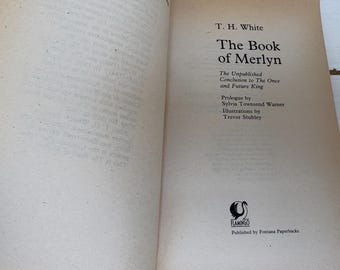 T. H. White
The Book
of Merlyn
The Unpublished
Conclusion to The Once
and Future King
Prologue by
Sylvia Townsend Warner
Illustrations by
Trevor Stubley
FLAMINGO
Published by Fontana Paperbacks